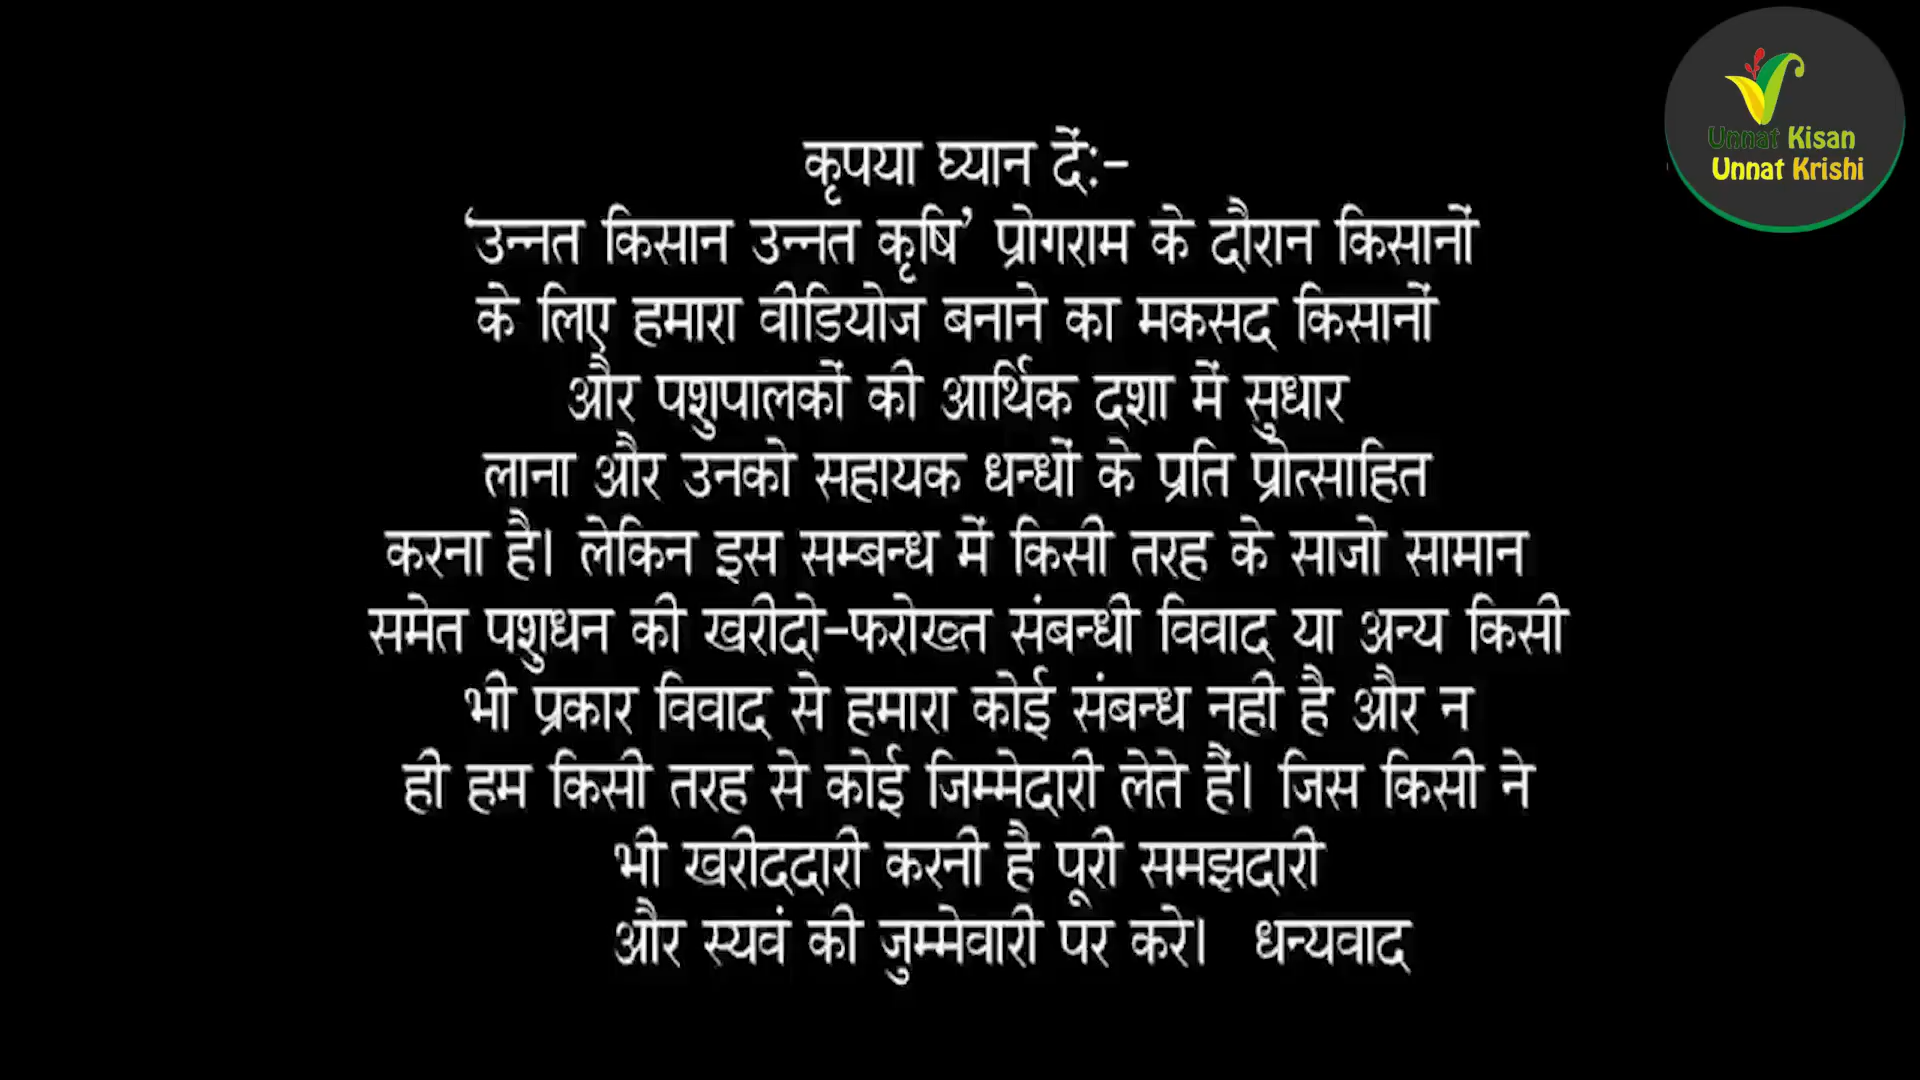 Unnat Kisan
Unnat Krishi
कृपया घ्यान दें:-
‘उन्नत किसान उन्नत कृषि’ प्रोगराम के दौरान किसानों
के लिए हमारा वीडियोज बनाने का मकसद किसानों
और पशुपालकों की आर्थिक दशा में सुधार
लाना और उनको सहायक धन्धों के प्रति प्रोत्साहित
करना है। लेकिन इस सम्बन्ध में किसी तरह के साजो सामान
समेत पशुधन की खरीदो-फरोख्त संबन्धी विवाद या अन्य किसी
भी प्रकार विवाद से हमारा कोई संबन्ध नही है और न
ही हम किसी तरह से कोई जिम्मेदारी लेते हैं। जिस किसी ने
भी खरीददारी करनी है पूरी समझदारी
और स्यवं की जुम्मेवारी पर करे। धन्यवाद